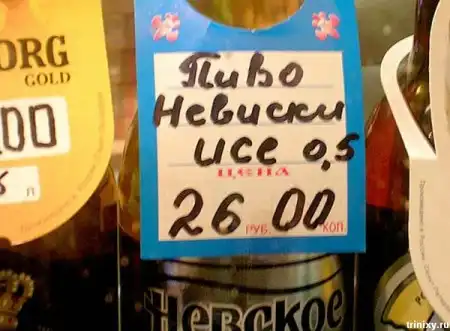 ORG
GOLD
.00
л
Пиво
Невиски
исе 0,5
ЦЕНА
26 РУБ. 00 КОП.
Невское
trinixy.ru